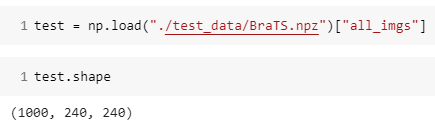 1 test = np.load("./test_data/BraTS.npz")["all_imgs"]
1 test.shape
(1000, 240, 240)